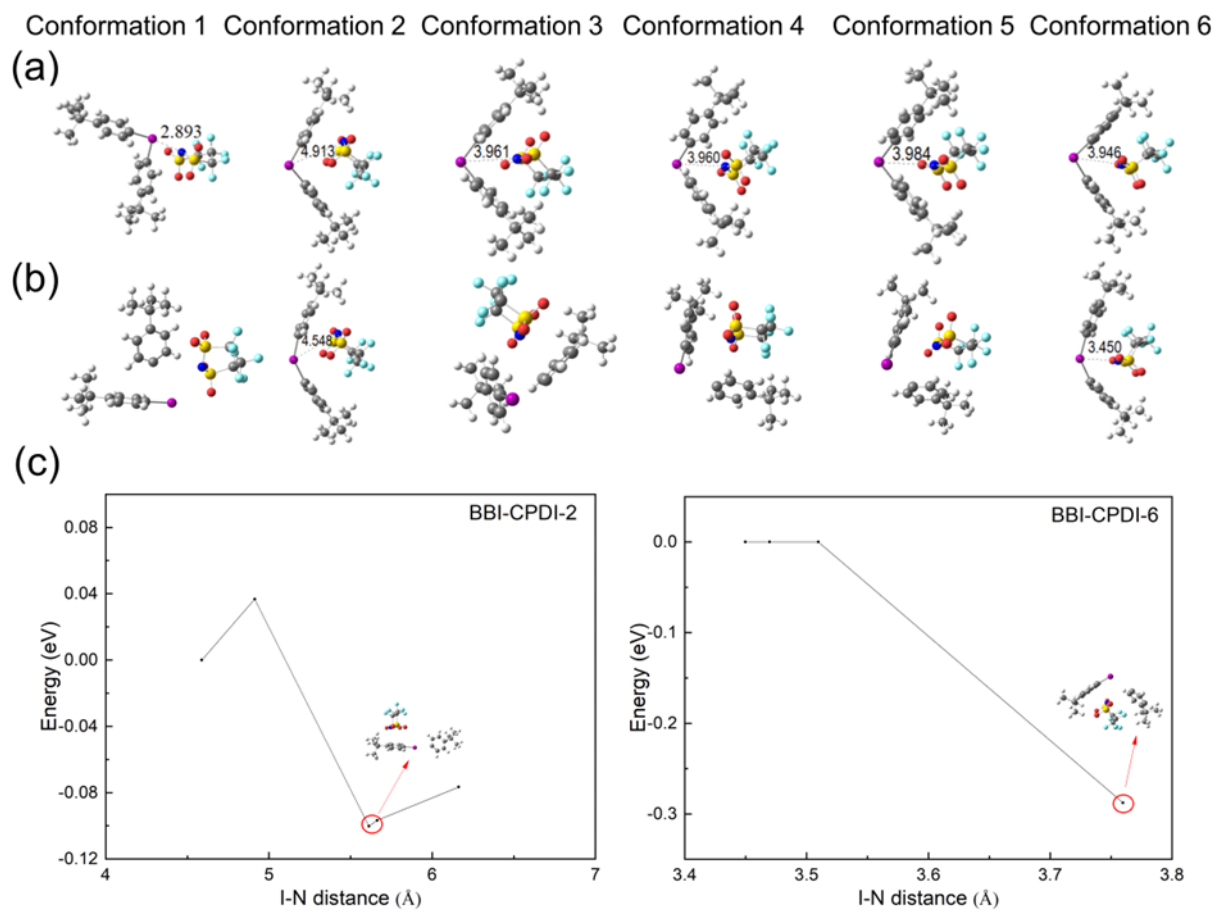 Conformation 1 Conformation 2 Conformation 3 Conformation 4 Conformation 5 Conformation 6
(a)
2.893 4.913 3.961 3.960 3.984 3.946
(b)
4.548 3.450
(c)
BBI-CPDI-2
0.08
0.04
0.00
-0.04
-0.08
-0.12
Energy (eV)
4 5 6 7
I-N distance (Å)
BBI-CPDI-6
0.0
-0.1
-0.2
-0.3
Energy (eV)
3.4 3.5 3.6 3.7 3.8
I-N distance (Å)